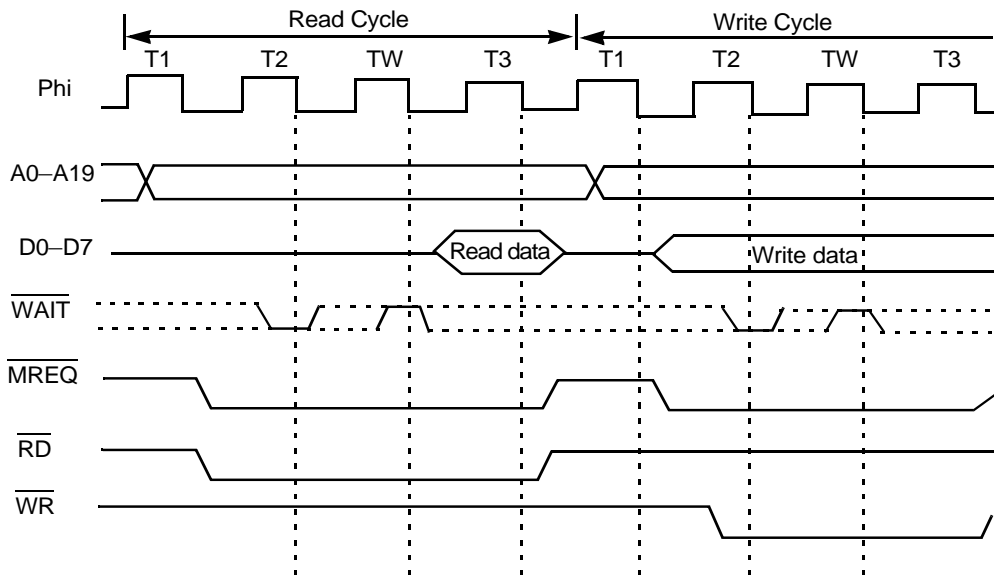 Read Cycle Write Cycle
T1 T2 TW T3 T1 T2 TW T3
Phi
A0–A19
D0–D7 Read data Write data
WAIT
MREQ
RD
WR